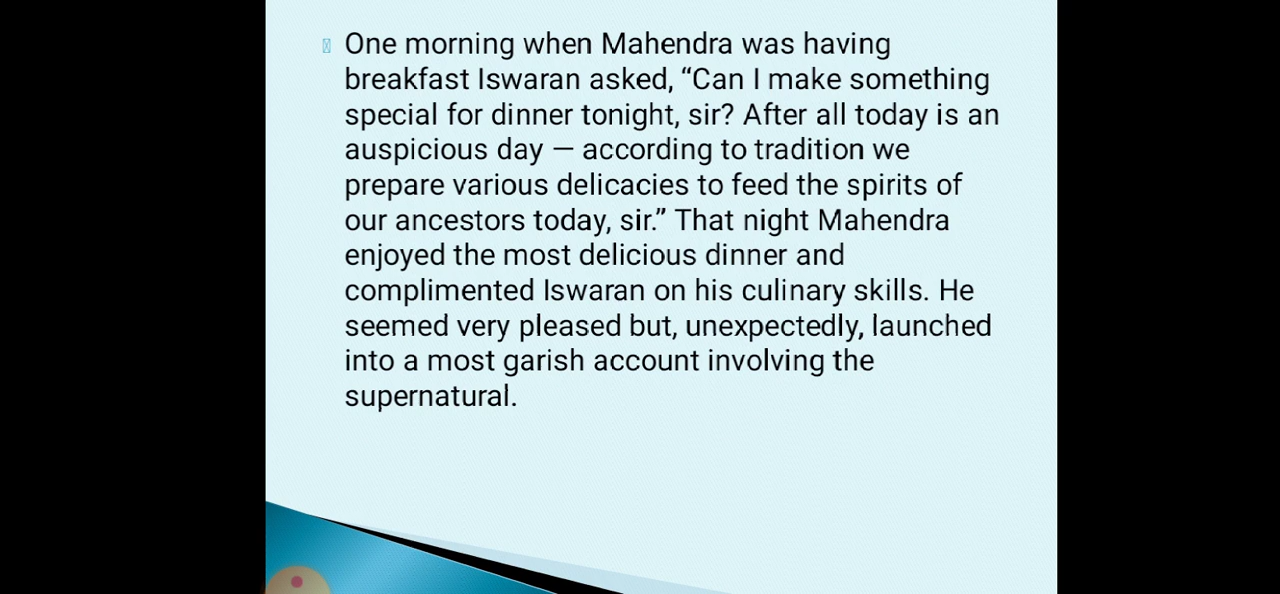 One morning when Mahendra was having
breakfast Iswaran asked, “Can I make something
special for dinner tonight, sir? After all today is an
auspicious day — according to tradition we
prepare various delicacies to feed the spirits of
our ancestors today, sir.” That night Mahendra
enjoyed the most delicious dinner and
complimented Iswaran on his culinary skills. He
seemed very pleased but, unexpectedly, launched
into a most garish account involving the
supernatural.